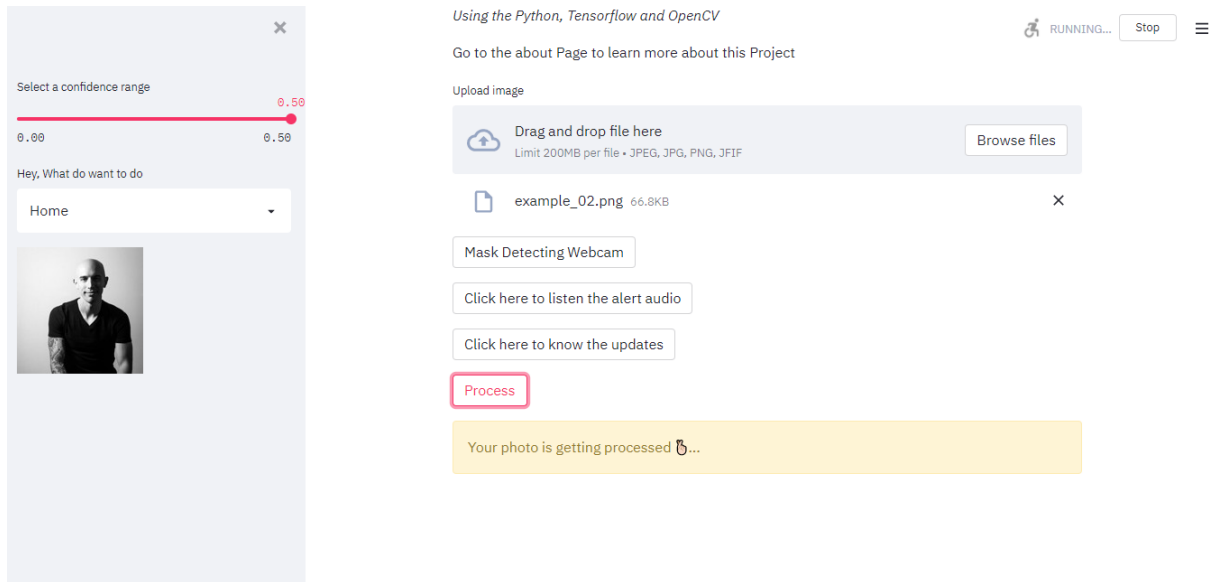 Select a confidence range
0.50
0.00 0.50
Hey, What do want to do
Home
Using the Python, Tensorflow and OpenCV
RUNNING...
Stop
Go to the about Page to learn more about this Project
Upload image
Drag and drop file here
Limit 200MB per file • JPEG, JPG, PNG, JFIF
Browse files
example_02.png 66.8KB
Mask Detecting Webcam
Click here to listen the alert audio
Click here to know the updates
Process
Your photo is getting processed 🫰...